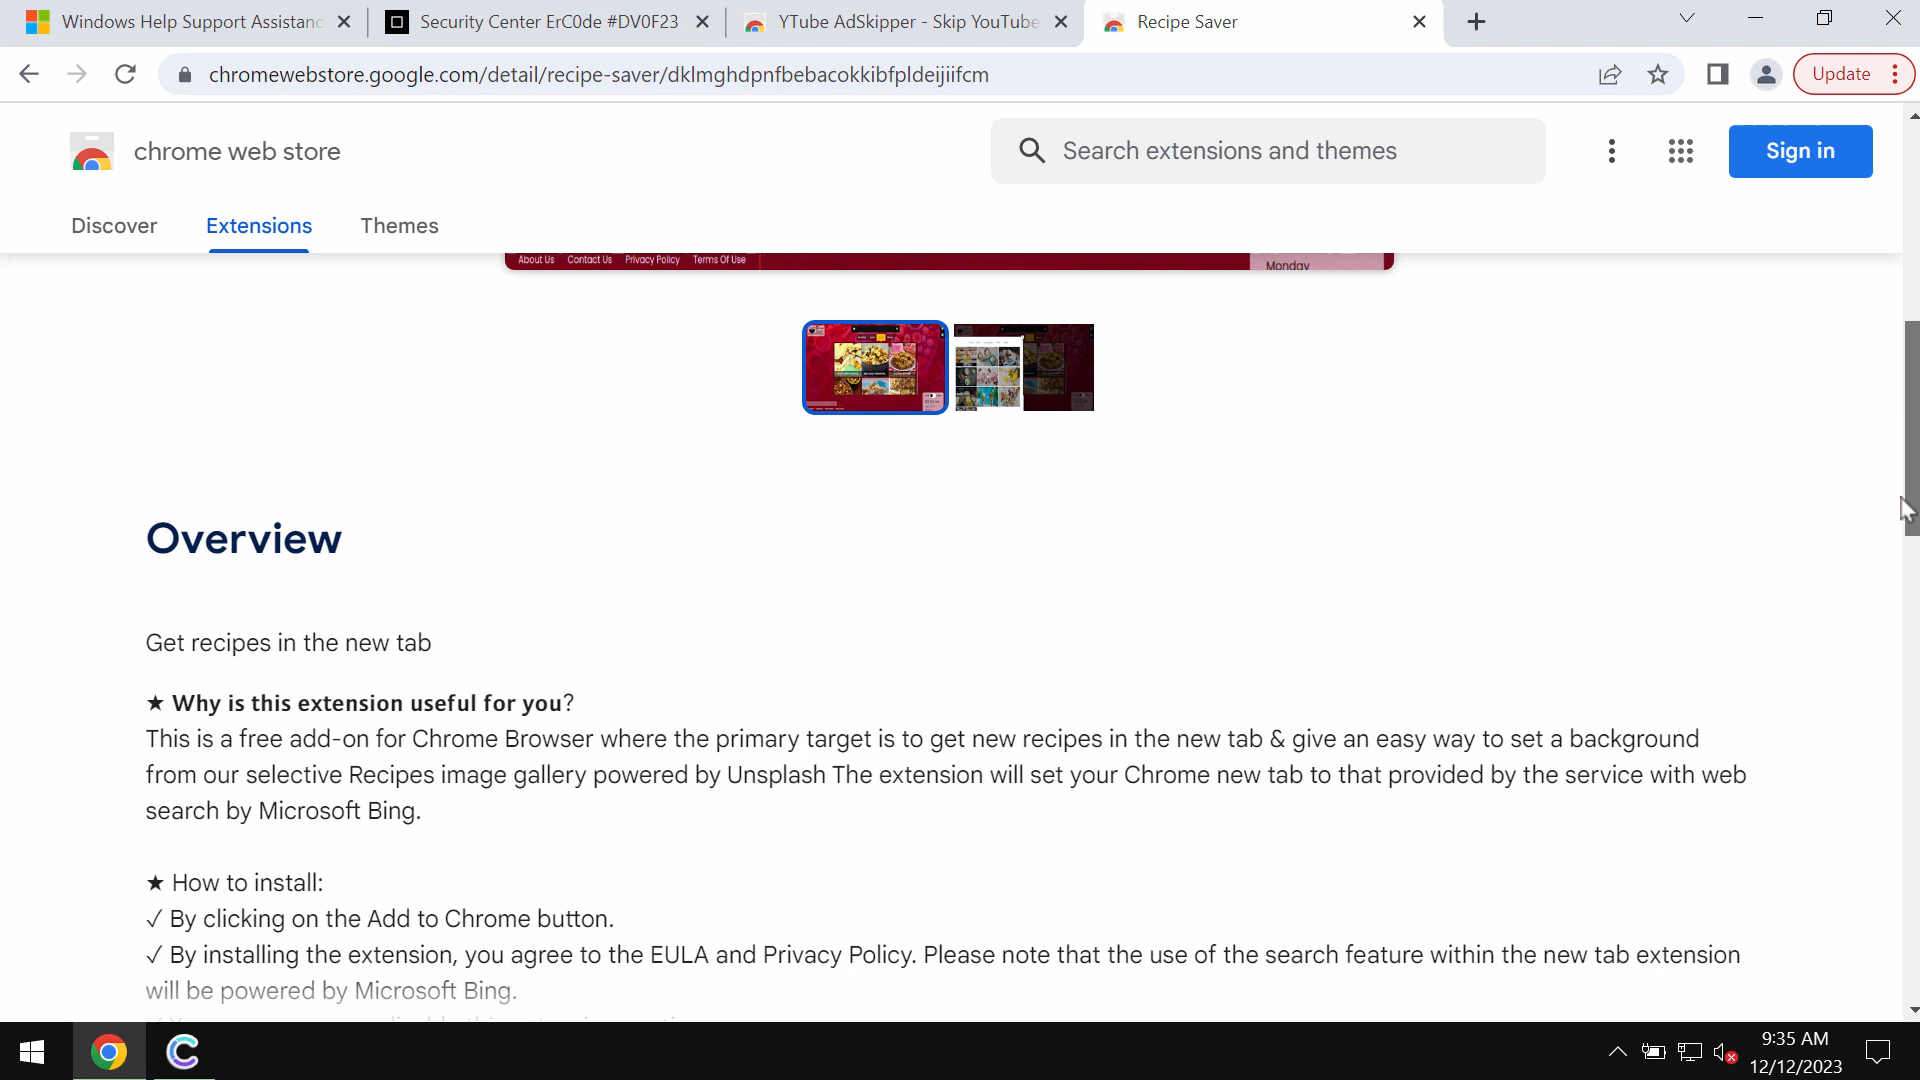 Windows Help Support Assistanc
Security Center ErC0de #DV0F23
YTube AdSkipper - Skip YouTube
Recipe Saver
chromewebstore.google.com/detail/recipe-saver/dklmghdpnfbebacokkibfpldeijiifcm
Update
chrome web store
Search extensions and themes
Sign in
Discover
Extensions
Themes
About Us
Contact Us
Privacy Policy
Terms Of Use
Monday
Overview
Get recipes in the new tab
★ Why is this extension useful for you?
This is a free add-on for Chrome Browser where the primary target is to get new recipes in the new tab & give an easy way to set a background
from our selective Recipes image gallery powered by Unsplash The extension will set your Chrome new tab to that provided by the service with web
search by Microsoft Bing.
★ How to install:
✓ By clicking on the Add to Chrome button.
✓ By installing the extension, you agree to the EULA and Privacy Policy. Please note that the use of the search feature within the new tab extension
will be powered by Microsoft Bing.
9:35 AM
12/12/2023